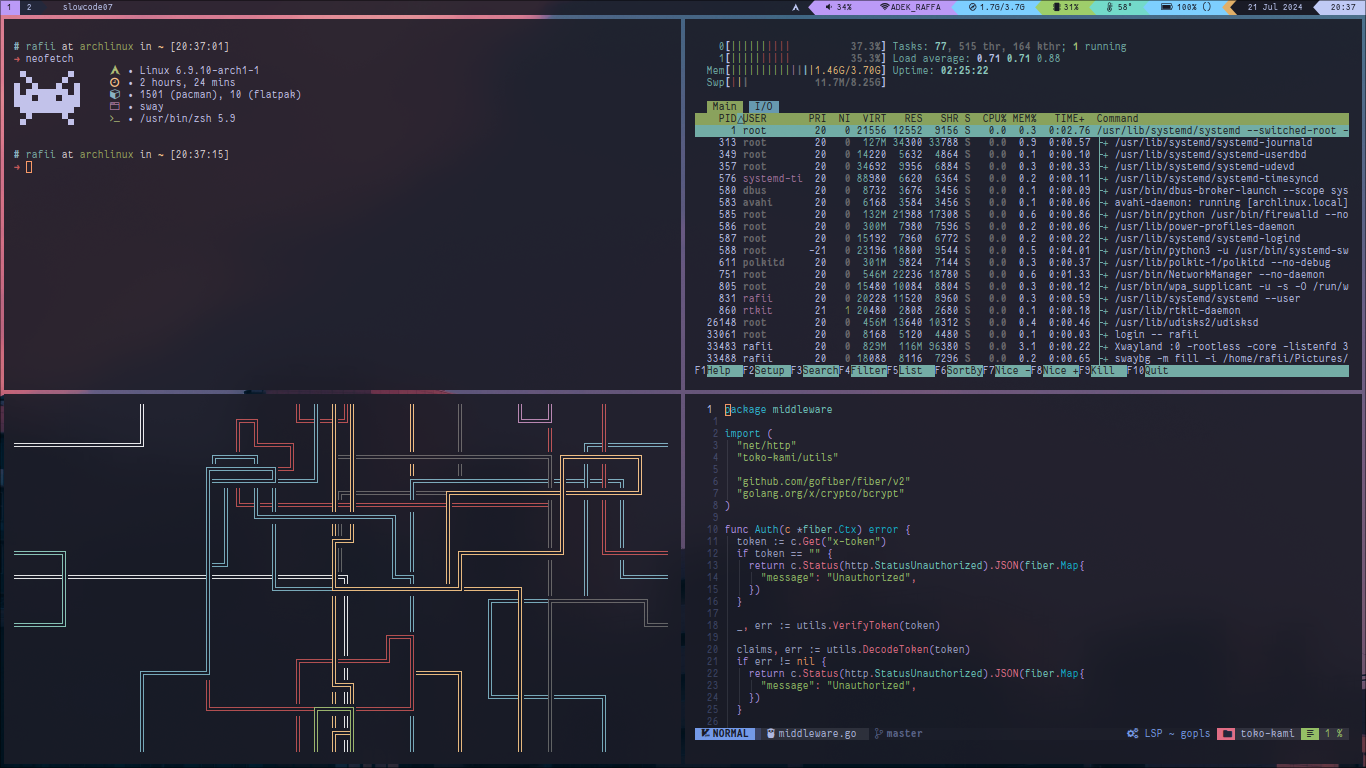 1 2 slowcode07 34% ADEK_RAFFA 1.7G/3.7G 31% 58° 100% () 21 Jul 2024 20:37
# rafii at archlinux in ~ [20:37:01]
→ neofetch
• Linux 6.9.10-arch1-1
• 2 hours, 24 mins
• 1501 (pacman), 10 (flatpak)
• sway
• /usr/bin/zsh 5.9
# rafii at archlinux in ~ [20:37:15]
→
0[|||||||||| 37.3%] Tasks: 77, 515 thr, 164 kthr; 1 running
1[|||||||||| 35.3%] Load average: 0.71 0.71 0.88
Mem[||||||||||||||1.46G/3.70G] Uptime: 02:25:22
Swp[||| 11.7M/8.25G]
Main I/O
PID△USER PRI NI VIRT RES SHR S CPU% MEM% TIME+ Command
1 root 20 0 21556 12552 9156 S 0.0 0.3 0:02.76 /usr/lib/systemd/systemd --switched-root -
313 root 20 0 127M 34300 33788 S 0.0 0.9 0:00.57 ├+ /usr/lib/systemd/systemd-journald
349 root 20 0 14220 5632 4864 S 0.0 0.1 0:00.10 ├+ /usr/lib/systemd/systemd-userdbd
357 root 20 0 34692 9956 6884 S 0.0 0.3 0:00.33 ├+ /usr/lib/systemd/systemd-udevd
576 systemd-ti 20 0 88980 6620 6364 S 0.0 0.2 0:00.11 ├+ /usr/lib/systemd/systemd-timesyncd
580 dbus 20 0 8732 3676 3456 S 0.0 0.1 0:00.09 ├+ /usr/bin/dbus-broker-launch --scope sys
583 avahi 20 0 6168 3584 3456 S 0.0 0.1 0:00.06 ├+ avahi-daemon: running [archlinux.local]
585 root 20 0 132M 21988 17308 S 0.0 0.6 0:00.86 ├+ /usr/bin/python /usr/bin/firewalld --no
586 root 20 0 300M 7980 7596 S 0.0 0.2 0:00.06 ├+ /usr/lib/power-profiles-daemon
587 root 20 0 15192 7960 6772 S 0.0 0.2 0:00.22 ├+ /usr/lib/systemd/systemd-logind
588 root -21 0 23196 18800 9544 S 0.0 0.5 0:04.01 ├+ /usr/bin/python3 -u /usr/bin/system76-sw
611 polkitd 20 0 301M 9824 7144 S 0.0 0.3 0:00.37 ├+ /usr/lib/polkit-1/polkitd --no-debug
751 root 20 0 546M 22236 18780 S 0.0 0.6 0:01.33 ├+ /usr/bin/NetworkManager --no-daemon
805 root 20 0 15480 10084 8804 S 0.0 0.3 0:00.12 ├+ /usr/bin/wpa_supplicant -u -s -O /run/w
831 rafii 20 0 20228 11520 8960 S 0.0 0.3 0:00.59 ├+ /usr/lib/systemd/systemd --user
860 rtkit 21 1 20480 2808 2680 S 0.0 0.1 0:00.18 ├+ /usr/lib/rtkit-daemon
26148 root 20 0 456M 13640 10312 S 0.0 0.4 0:00.46 ├+ /usr/lib/udisks2/udisksd
33061 root 20 0 8168 5120 4480 S 0.0 0.1 0:00.03 ├+ login -- rafii
33483 rafii 20 0 829M 116M 96380 S 0.0 3.1 0:00.22 ├+ Xwayland :0 -rootless -core -listenfd 3
33488 rafii 20 0 18088 8116 7296 S 0.0 0.2 0:00.65 ├+ swaybg -m fill -i /home/rafii/Pictures/
F1Help F2Setup F3SearchF4FilterF5List F6SortByF7Nice -F8Nice +F9Kill F10Quit
1 package middleware
1
2 import (
3 "net/http"
4 "toko-kami/utils"
5
6 "github.com/gofiber/fiber/v2"
7 "golang.org/x/crypto/bcrypt"
8 )
9
10 func Auth(c *fiber.Ctx) error {
11 token := c.Get("x-token")
12 if token == "" {
13 return c.Status(http.StatusUnauthorized).JSON(fiber.Map{
14 "message": "Unauthorized",
15 })
16 }
17
18 _, err := utils.VerifyToken(token)
19
20 claims, err := utils.DecodeToken(token)
21 if err != nil {
22 return c.Status(http.StatusUnauthorized).JSON(fiber.Map{
23 "message": "Unauthorized",
24 })
25 }
26
NORMAL middleware.go master LSP ~ gopls toko-kami 1 %